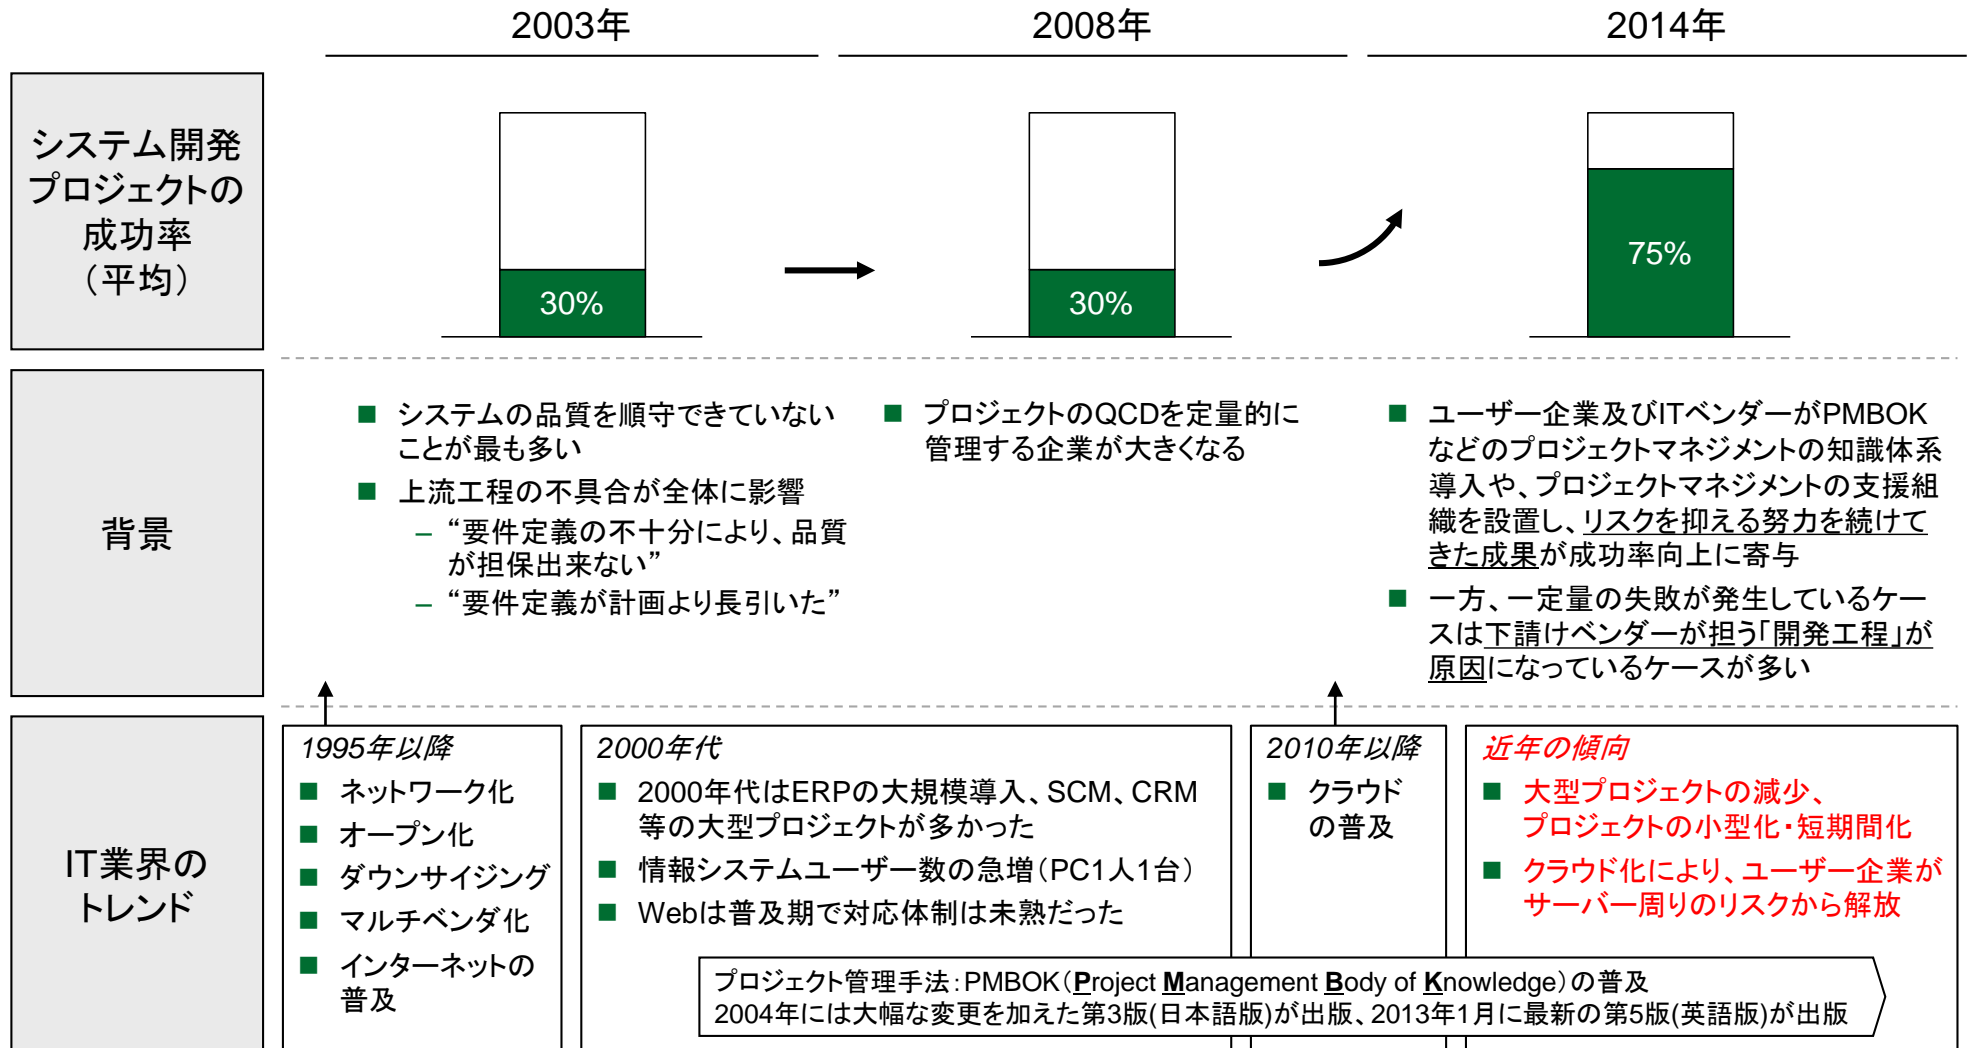 2003年
2008年
2014年
システム開発
プロジェクトの
成功率
（平均）
30%
30%
75%
背景
■ システムの品質を順守できていない
ことが最も多い
■ 上流工程の不具合が全体に影響
– “要件定義の不十分により、品質
が担保出来ない”
– “要件定義が計画より長引いた”
■ プロジェクトのQCDを定量的に
管理する企業が大きくなる
■ ユーザー企業及びITベンダーがPMBOK
などのプロジェクトマネジメントの知識体系
導入や、プロジェクトマネジメントの支援組
織を設置し、リスクを抑える努力を続けて
きた成果が成功率向上に寄与
■ 一方、一定量の失敗が発生しているケー
スは下請けベンダーが担う「開発工程」が
原因になっているケースが多い
IT業界の
トレンド
1995年以降
■ ネットワーク化
■ オープン化
■ ダウンサイジング
■ マルチベンダ化
■ インターネットの
普及
2000年代
■ 2000年代はERPの大規模導入、SCM、CRM
等の大型プロジェクトが多かった
■ 情報システムユーザー数の急増（PC1人1台）
■ Webは普及期で対応体制は未熟だった
2010年以降
■ クラウド
の普及
近年の傾向
■ 大型プロジェクトの減少、
プロジェクトの小型化・短期間化
■ クラウド化により、ユーザー企業が
サーバー周りのリスクから解放
プロジェクト管理手法：PMBOK（Project Management Body of Knowledge）の普及
2004年には大幅な変更を加えた第3版(日本語版)が出版、2013年1月に最新の第5版(英語版)が出版